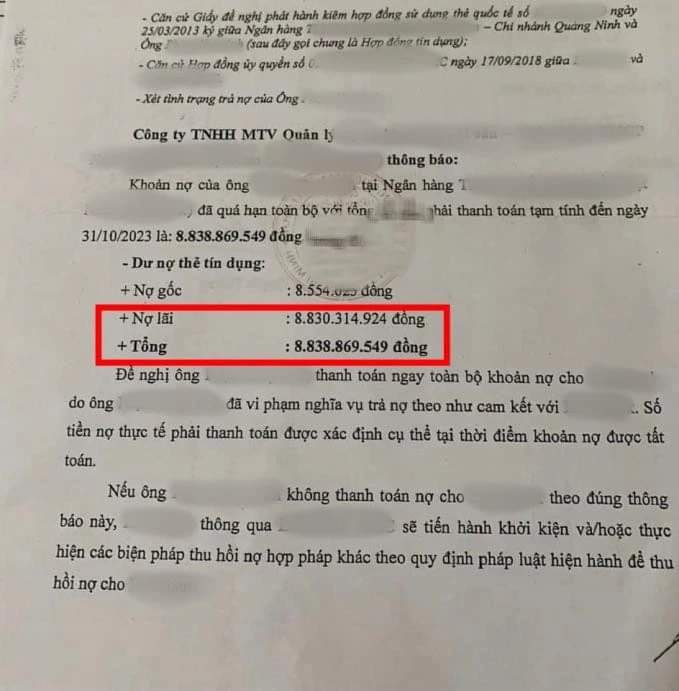 - Căn cứ Giấy đề nghị phát hành kiêm hợp đồng sử dụng thẻ quốc tế số ngày
25/03/2013 ký giữa Ngân hàng T – Chi nhánh Quảng Ninh và
Ông (sau đây gọi chung là Hợp đồng tín dụng);
- Căn cứ Hợp đồng ủy quyền số C ngày 17/09/2018 giữa và
- Xét tình trạng trả nợ của Ông
Công ty TNHH MTV Quản lý
thông báo:
Khoản nợ của ông tại Ngân hàng T
đã quá hạn toàn bộ với tổng phải thanh toán tạm tính đến ngày
31/10/2023 là: 8.838.869.549 đồng
- Dư nợ thẻ tín dụng:
+ Nợ gốc : 8.554.625 đồng
+ Nợ lãi : 8.830.314.924 đồng
+ Tổng : 8.838.869.549 đồng
Đề nghị ông thanh toán ngay toàn bộ khoản nợ cho
do ông đã vi phạm nghĩa vụ trả nợ theo như cam kết với . Số
tiền nợ thực tế phải thanh toán được xác định cụ thể tại thời điểm khoản nợ được tất
toán.
Nếu ông không thanh toán nợ cho theo đúng thông
báo này, thông qua sẽ tiến hành khởi kiện và/hoặc thực
hiện các biện pháp thu hồi nợ hợp pháp khác theo quy định pháp luật hiện hành để thu
hồi nợ cho